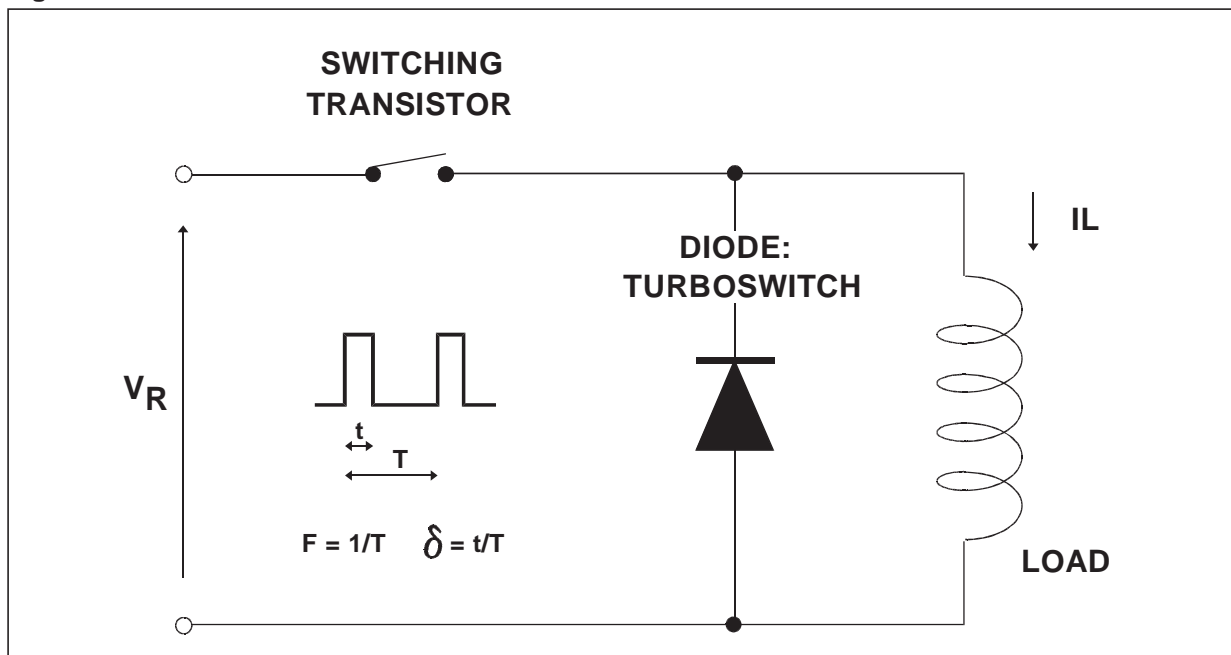 SWITCHING
TRANSISTOR
IL
DIODE:
TURBOSWITCH
VR
t
T
F = 1/T δ = t/T
LOAD